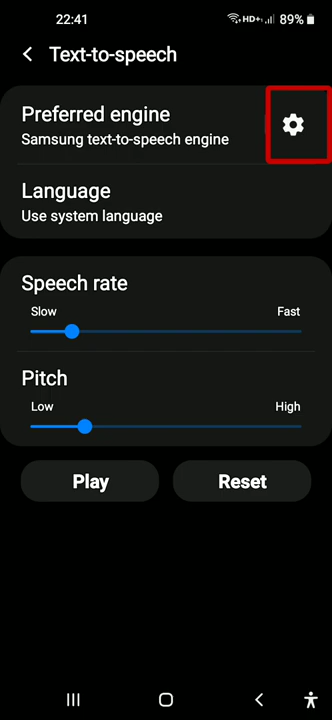 22:41
HD+
89%
Text-to-speech
Preferred engine
Samsung text-to-speech engine
Language
Use system language
Speech rate
Slow Fast
Pitch
Low High
Play Reset